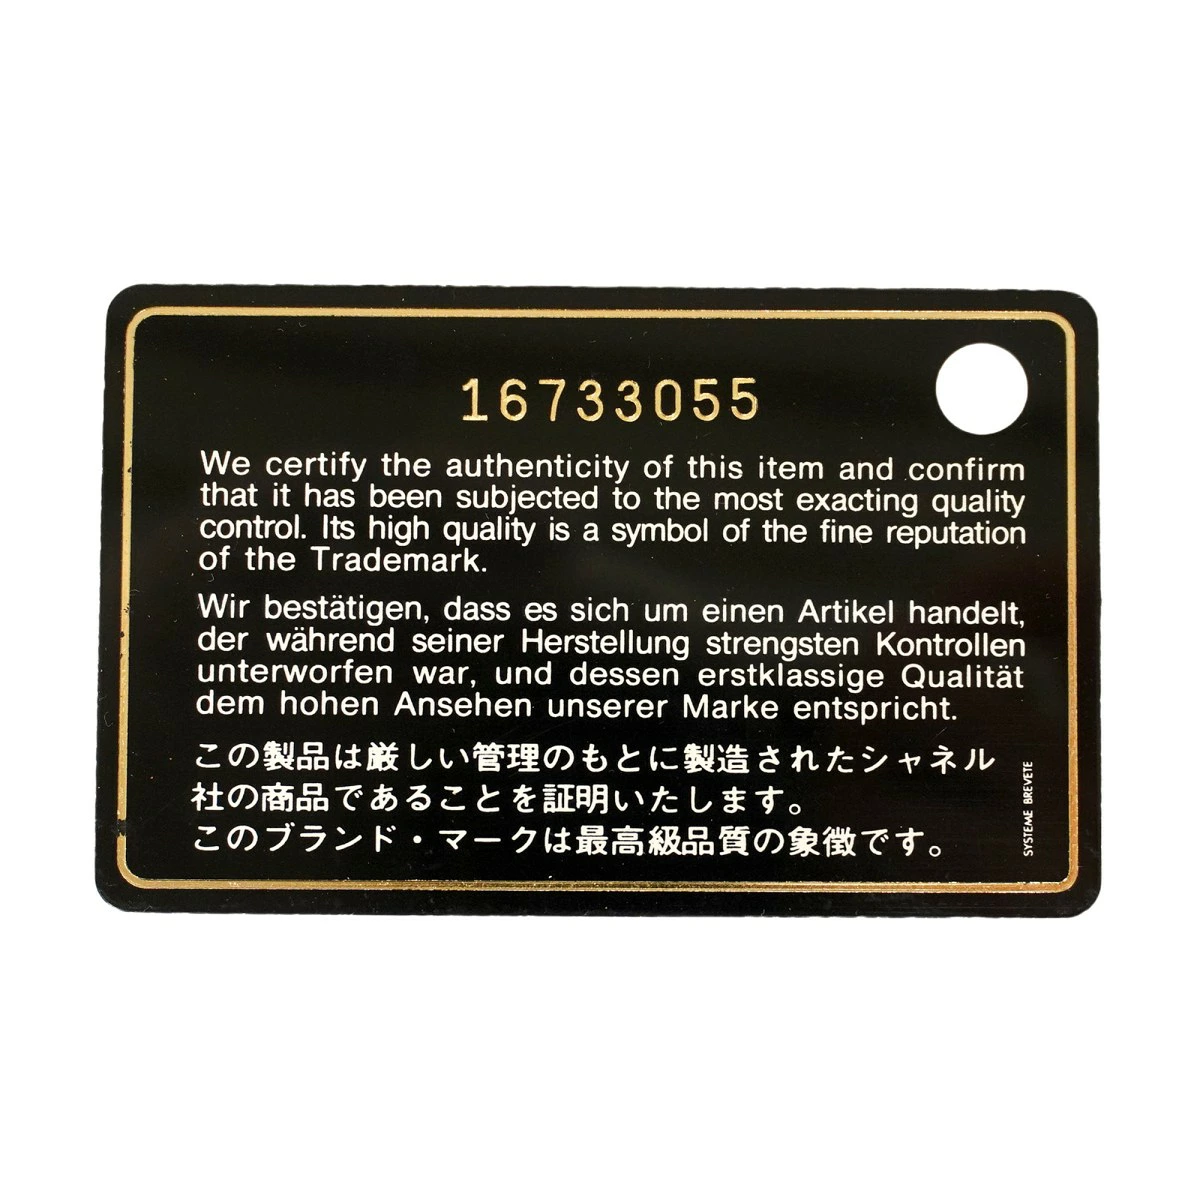 16733055
We certify the authenticity of this item and confirm
that it has been subjected to the most exacting quality
control. Its high quality is a symbol of the fine reputation
of the Trademark.
Wir bestätigen, dass es sich um einen Artikel handelt,
der während seiner Herstellung strengsten Kontrollen
unterworfen war, und dessen erstklassige Qualität
dem hohen Ansehen unserer Marke entspricht.
この製品は厳しい管理のもとに製造されたシャネル
社の商品であることを証明いたします。
このブランド・マークは最高級品質の象徴です。
SYSTEME BREVETE